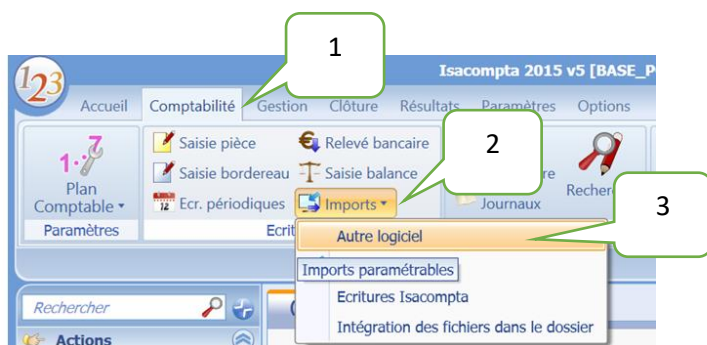 1
123
Isacompta 2015 v5 [BASE_P
Accueil Comptabilité Gestion Clôture Résultats Paramètres Options
Saisie pièce Relevé bancaire
2
1·7
Saisie bordereau Saisie balance
Plan Comptable
Ecr. périodiques Imports Journaux
Recher
3
Paramètres Ecrit
Autre logiciel
Imports paramétrables
Ecritures Isacompta
Intégration des fichiers dans le dossier
Rechercher
Actions